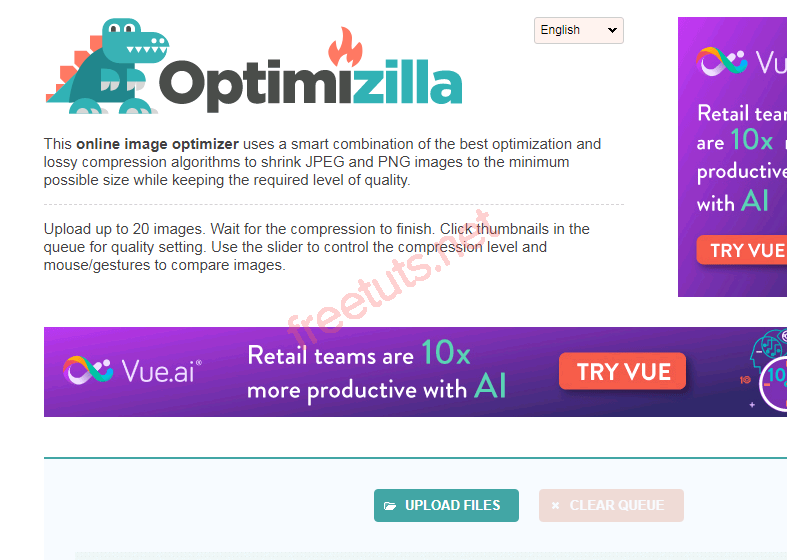 Optimizilla
English
This online image optimizer uses a smart combination of the best optimization and
lossy compression algorithms to shrink JPEG and PNG images to the minimum
possible size while keeping the required level of quality.
Upload up to 20 images. Wait for the compression to finish. Click thumbnails in the
queue for quality setting. Use the slider to control the compression level and
mouse/gestures to compare images.
freetuts.net
Vu
Retail tea
are 10x
productive
with AI
TRY VUE
Vue.ai®
Retail teams are 10x
more productive with AI
TRY VUE
10
10
UPLOAD FILES
CLEAR QUEUE